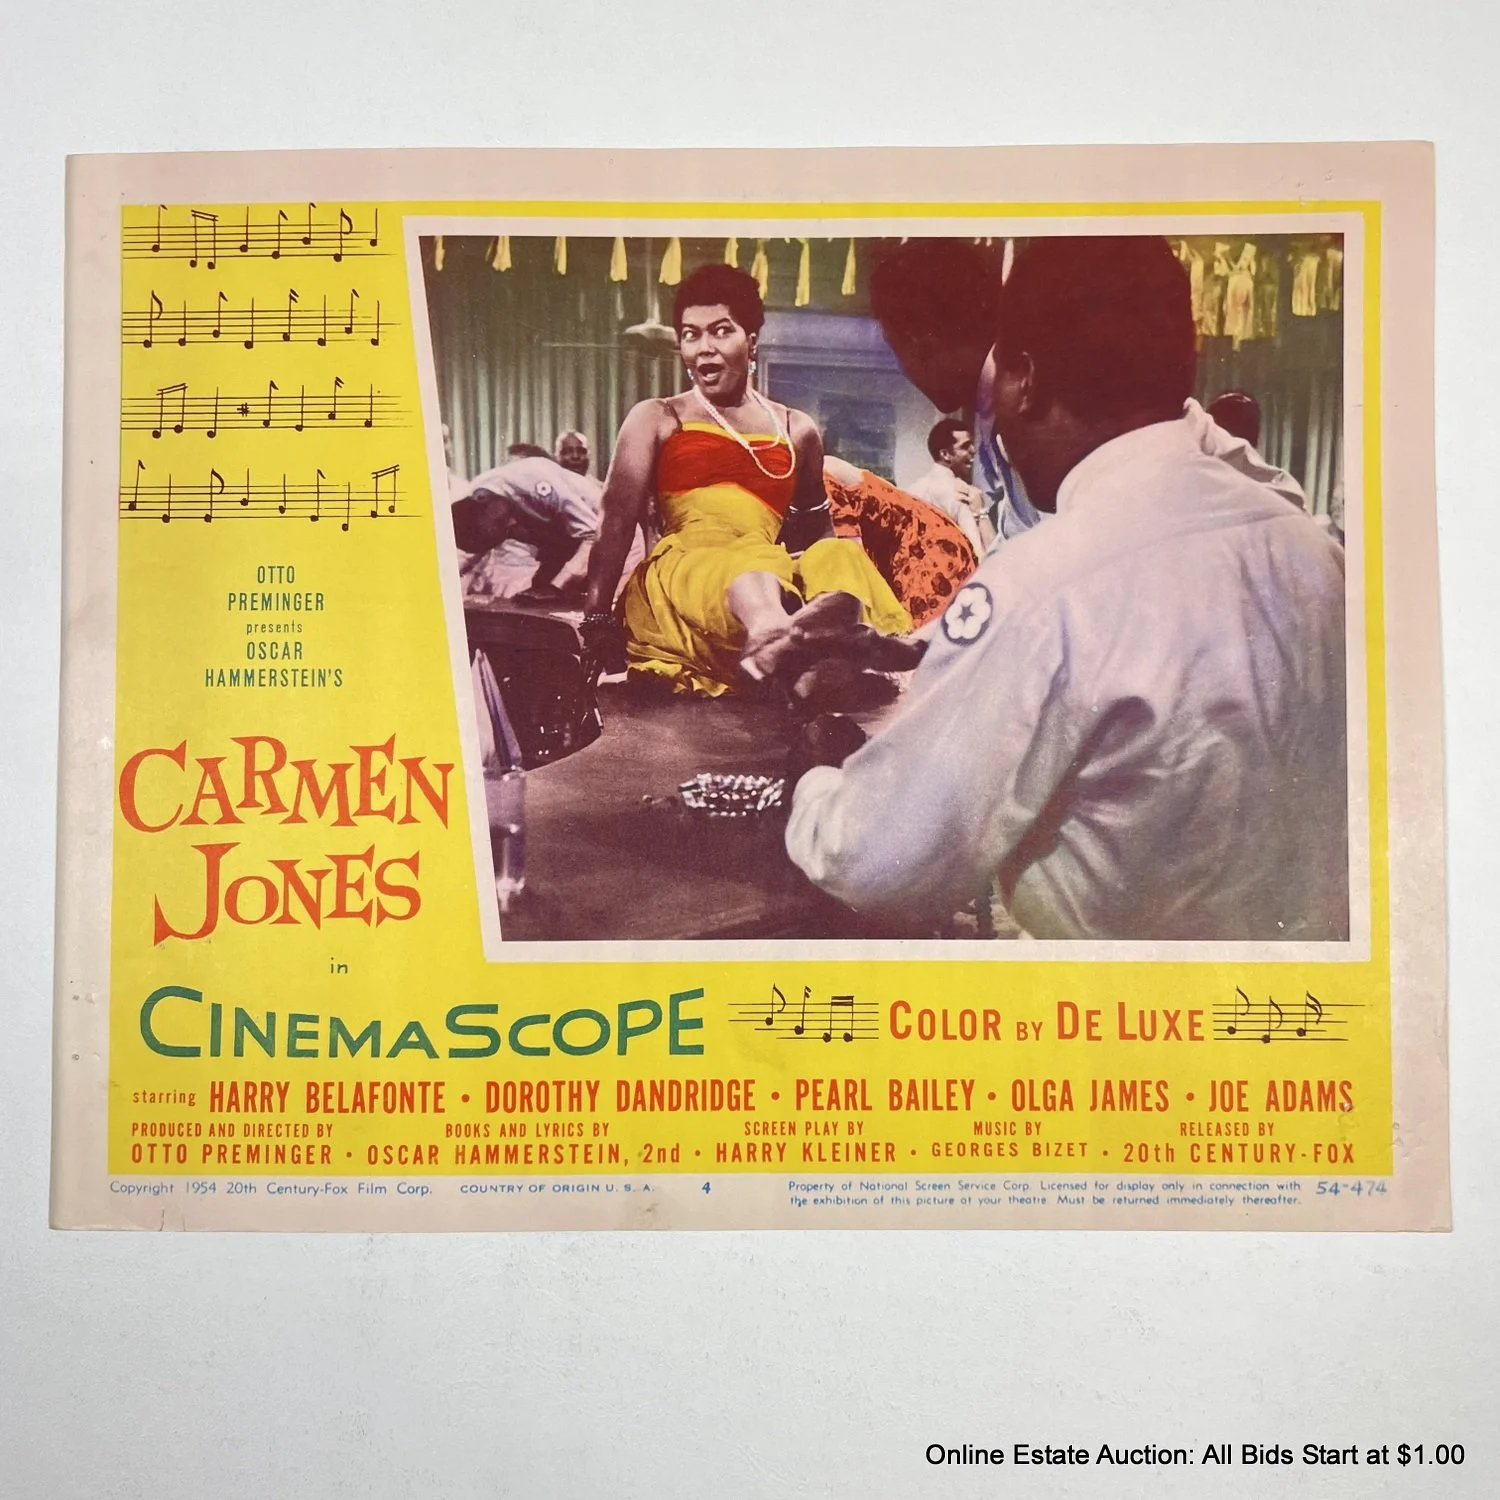 OTTO
PREMINGER
presents
OSCAR
HAMMERSTEIN'S
CARMEN
JONES
in
CINEMASCOPE
COLOR BY DE LUXE
starring HARRY BELAFONTE • DOROTHY DANDRIDGE • PEARL BAILEY • OLGA JAMES • JOE ADAMS
PRODUCED AND DIRECTED BY BOOKS AND LYRICS BY SCREEN PLAY BY MUSIC BY RELEASED BY
OTTO PREMINGER • OSCAR HAMMERSTEIN, 2nd • HARRY KLEINER • GEORGES BIZET • 20th CENTURY-FOX
Copyright 1954 20th Century-Fox Film Corp. COUNTRY OF ORIGIN U. S. A. 4 Property of National Screen Service Corp. Licensed for display only in connection with 54-474
the exhibition of this picture at your theatre. Must be returned immediately thereafter.
Online Estate Auction: All Bids Start at $1.00